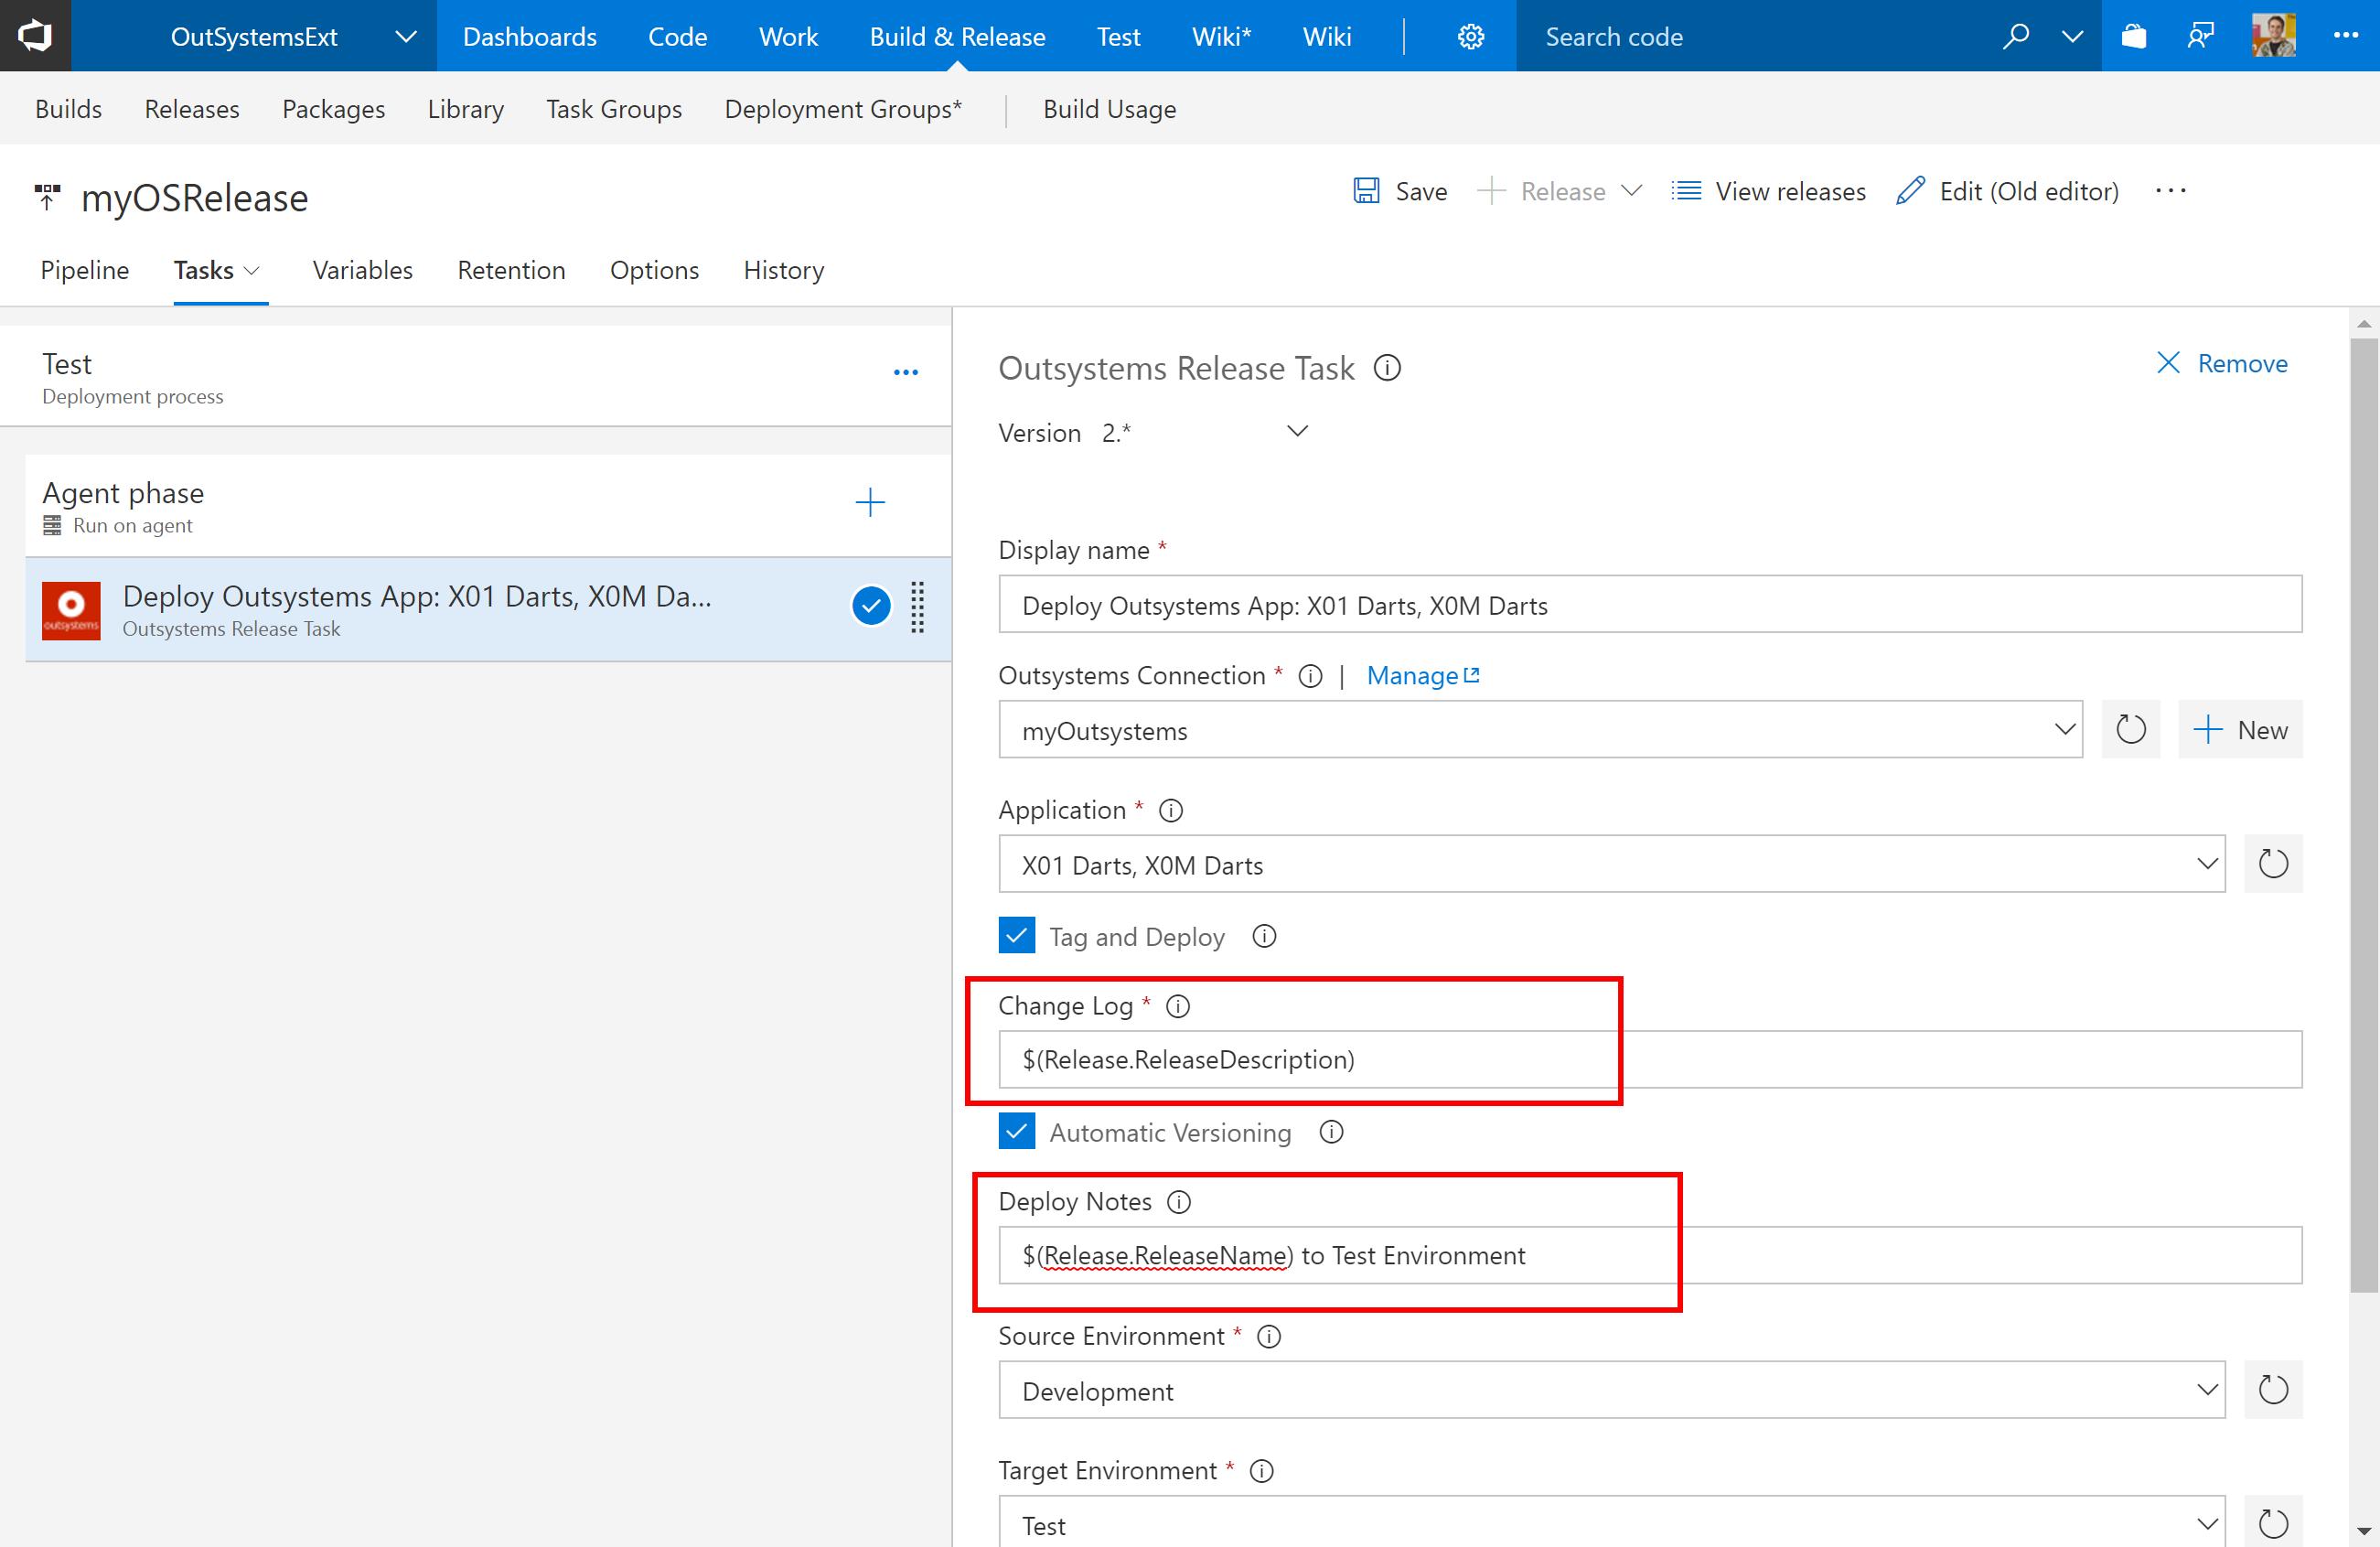 OutSystemsExt
Dashboards Code Work Build & Release Test Wiki* Wiki
Search code
Builds Releases Packages Library Task Groups Deployment Groups* Build Usage
myOSRelease
Save Release View releases Edit (Old editor)
Pipeline Tasks Variables Retention Options History
Test
Deployment process
Agent phase
Run on agent
outsystems
Deploy Outsystems App: X01 Darts, X0M Da...
Outsystems Release Task
Outsystems Release Task
Remove
Version 2.*
Display name *
Deploy Outsystems App: X01 Darts, X0M Darts
Outsystems Connection * | Manage
myOutsystems
New
Application *
X01 Darts, X0M Darts
Tag and Deploy
Change Log *
$(Release.ReleaseDescription)
Automatic Versioning
Deploy Notes
$(Release.ReleaseName) to Test Environment
Source Environment *
Development
Target Environment *
Test